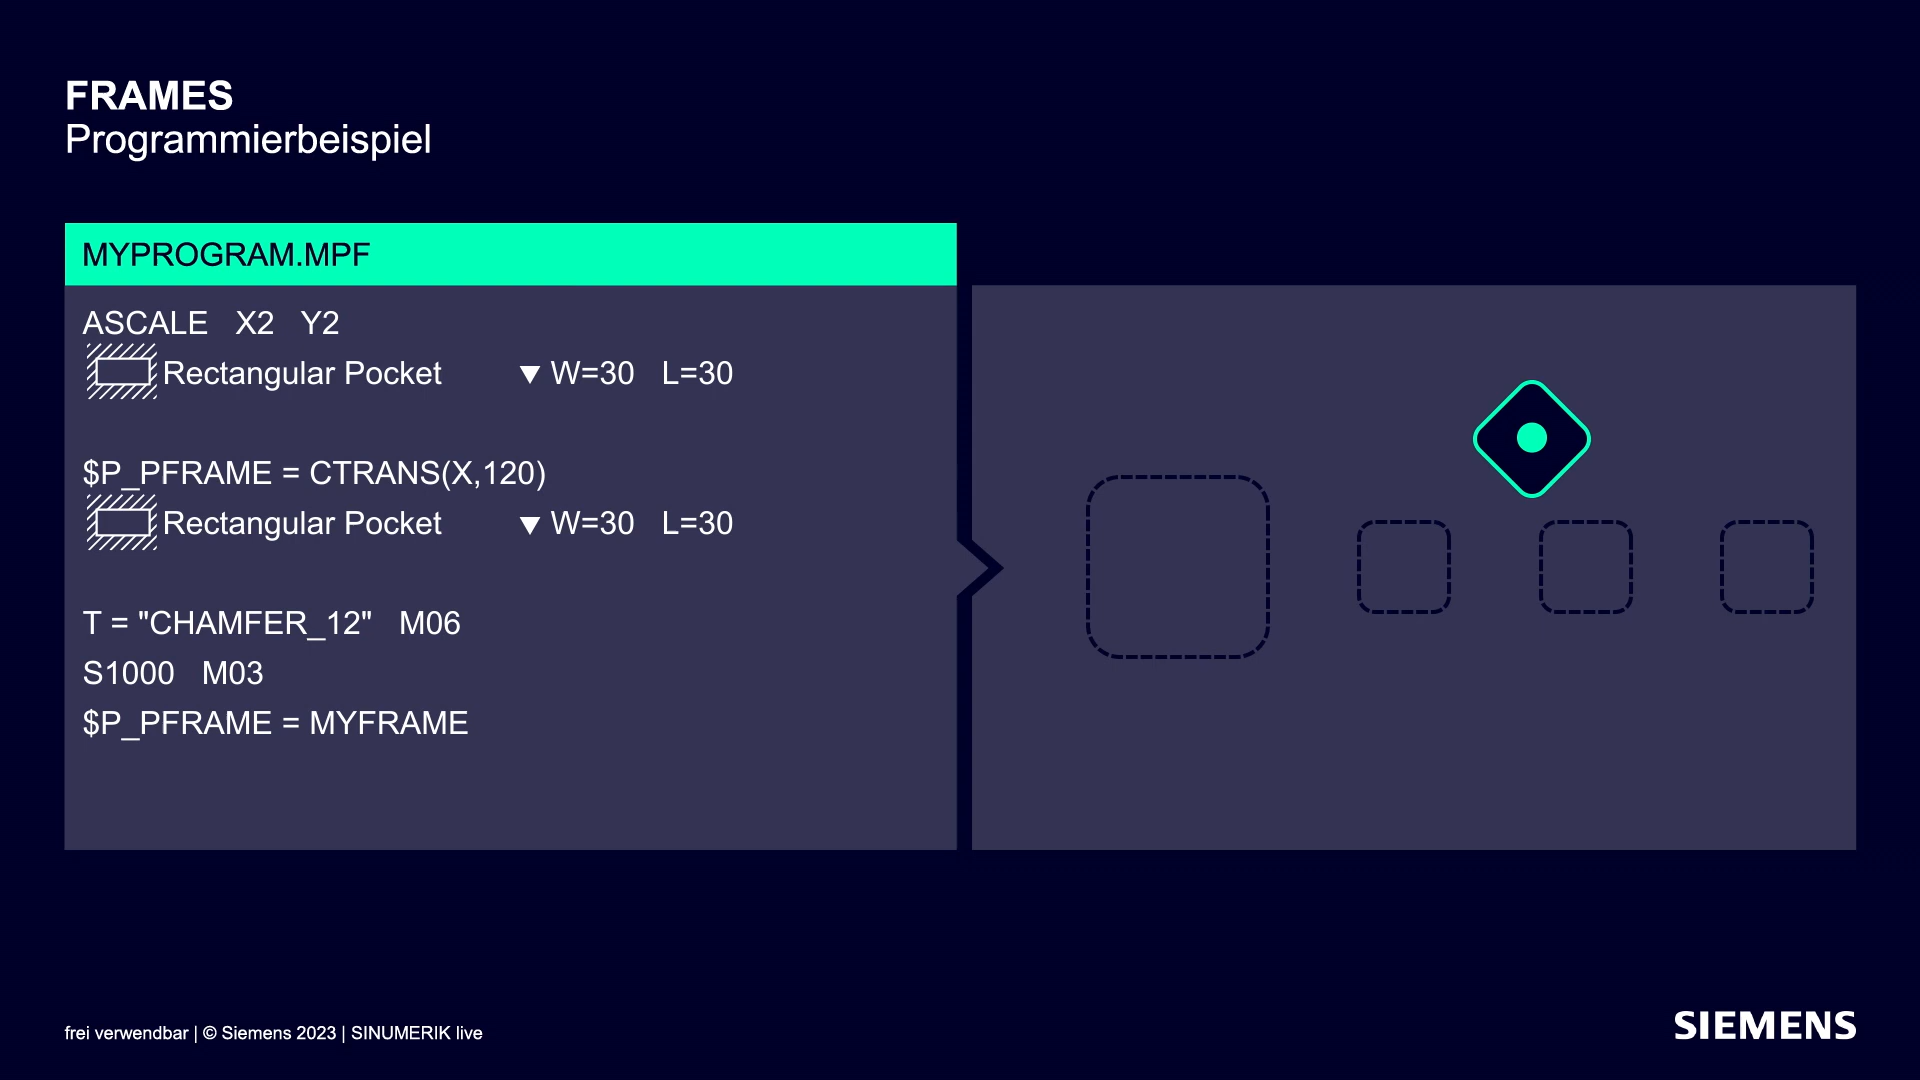 FRAMES
Programmierbeispiel
MYPROGRAM.MPF
ASCALE X2 Y2
Rectangular Pocket ▼ W=30 L=30
$P_PFRAME = CTRANS(X,120)
Rectangular Pocket ▼ W=30 L=30
T = "CHAMFER_12" M06
S1000 M03
$P_PFRAME = MYFRAME
frei verwendbar | © Siemens 2023 | SINUMERIK live
SIEMENS